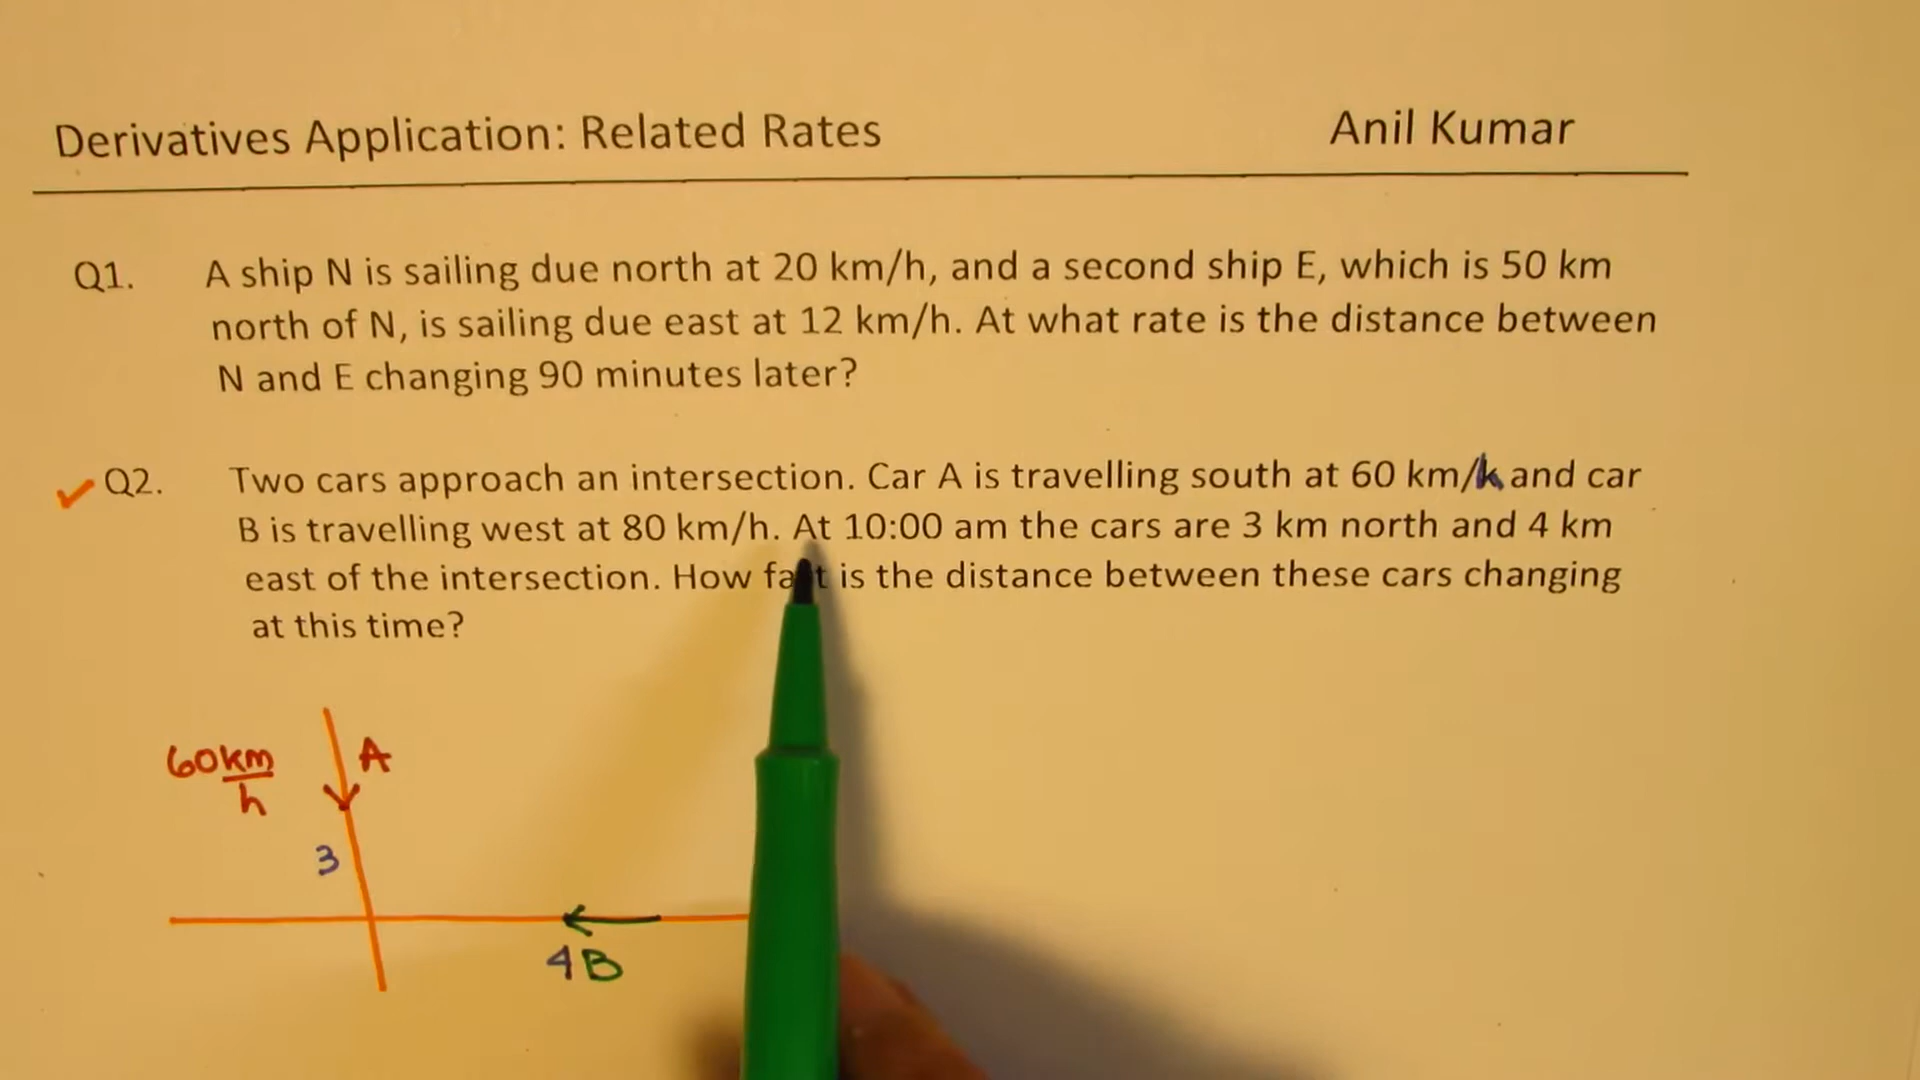 Derivatives Application: Related Rates Anil Kumar
Q1. A ship N is sailing due north at 20 km/h, and a second ship E, which is 50 km
north of N, is sailing due east at 12 km/h. At what rate is the distance between
N and E changing 90 minutes later?
Q2. Two cars approach an intersection. Car A is travelling south at 60 km/h and car
B is travelling west at 80 km/h. At 10:00 am the cars are 3 km north and 4 km
east of the intersection. How fast is the distance between these cars changing
at this time?
60 km/h A
3
4 B